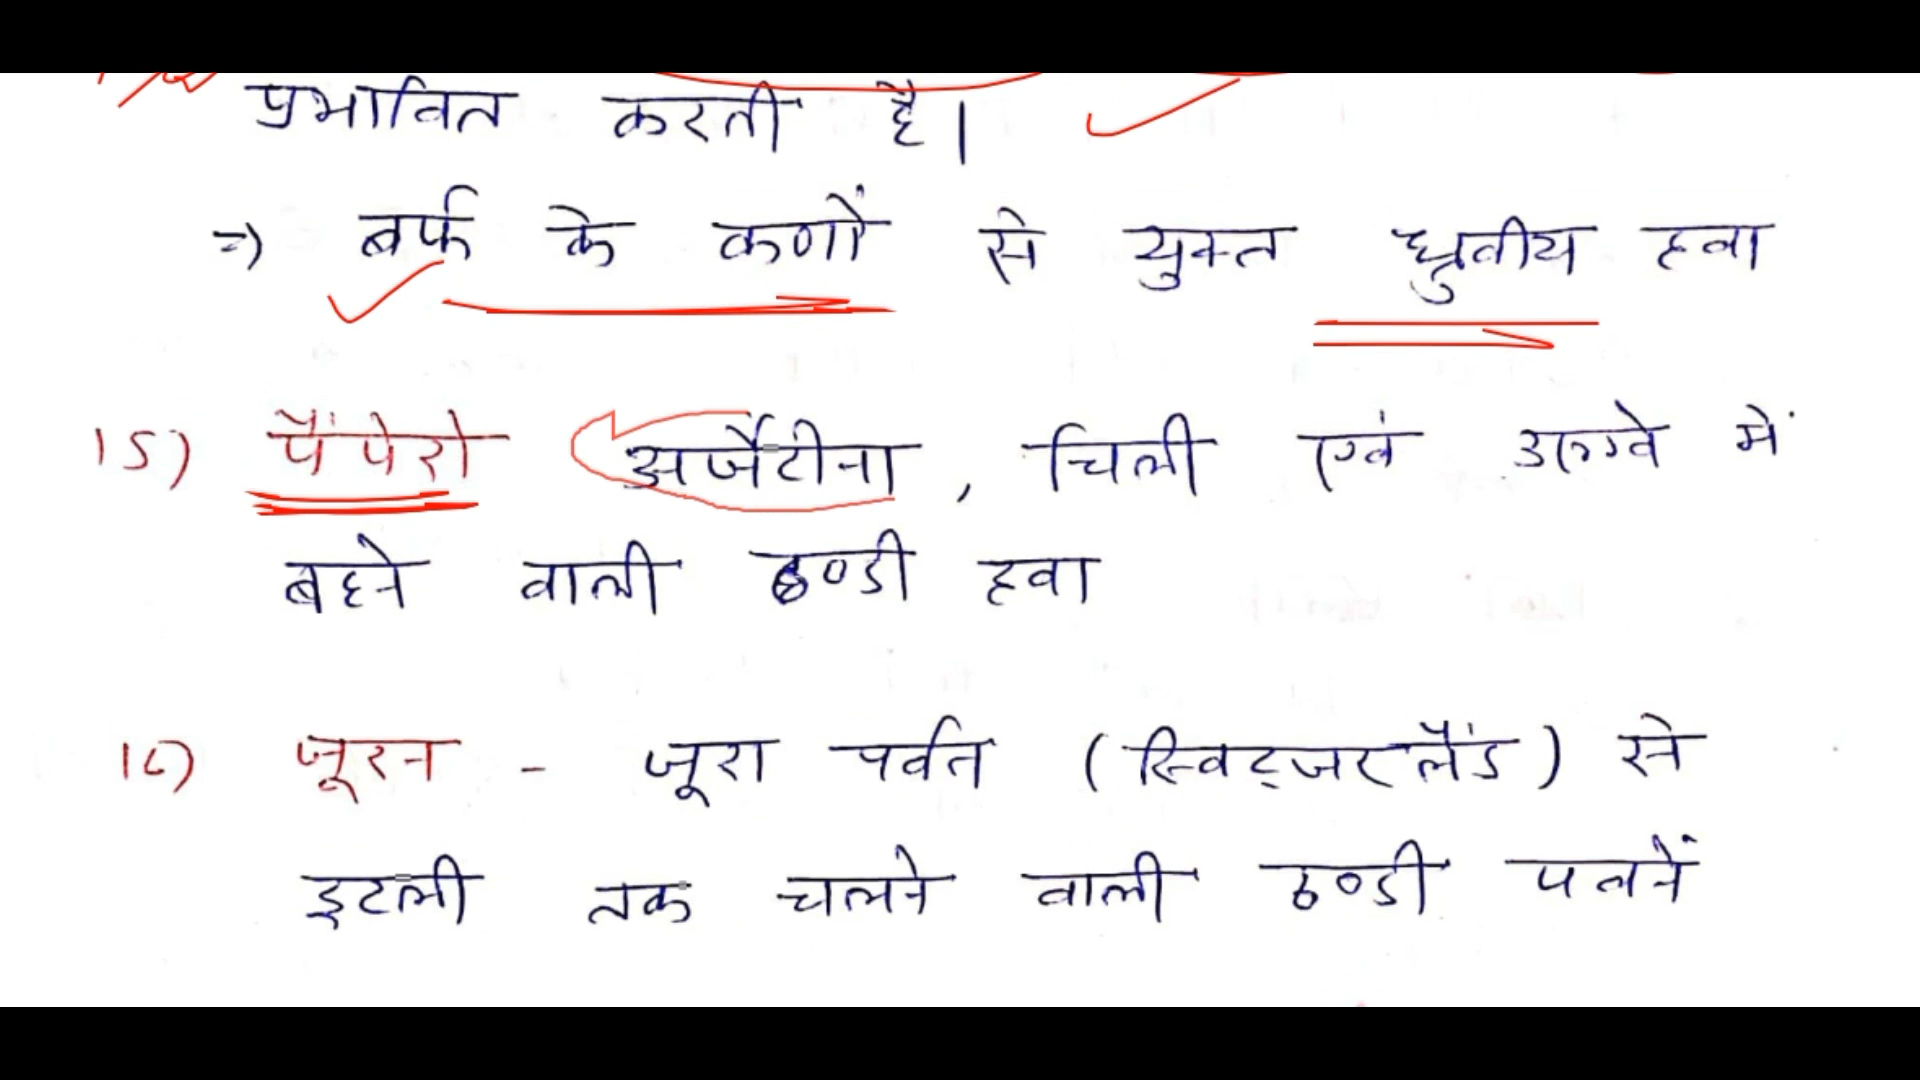 प्रभावित करती है।
=) बर्फ के कणों से युक्त ध्रुवीय हवा
15) पैंपेरो अर्जेंटीना , चिली एवं उरुग्वे में
बहने वाली ठण्डी हवा
16) जूरन - जूरा पर्वत (स्विट्जरलैंड) से
इटली तक चलने वाली ठण्डी पवनें